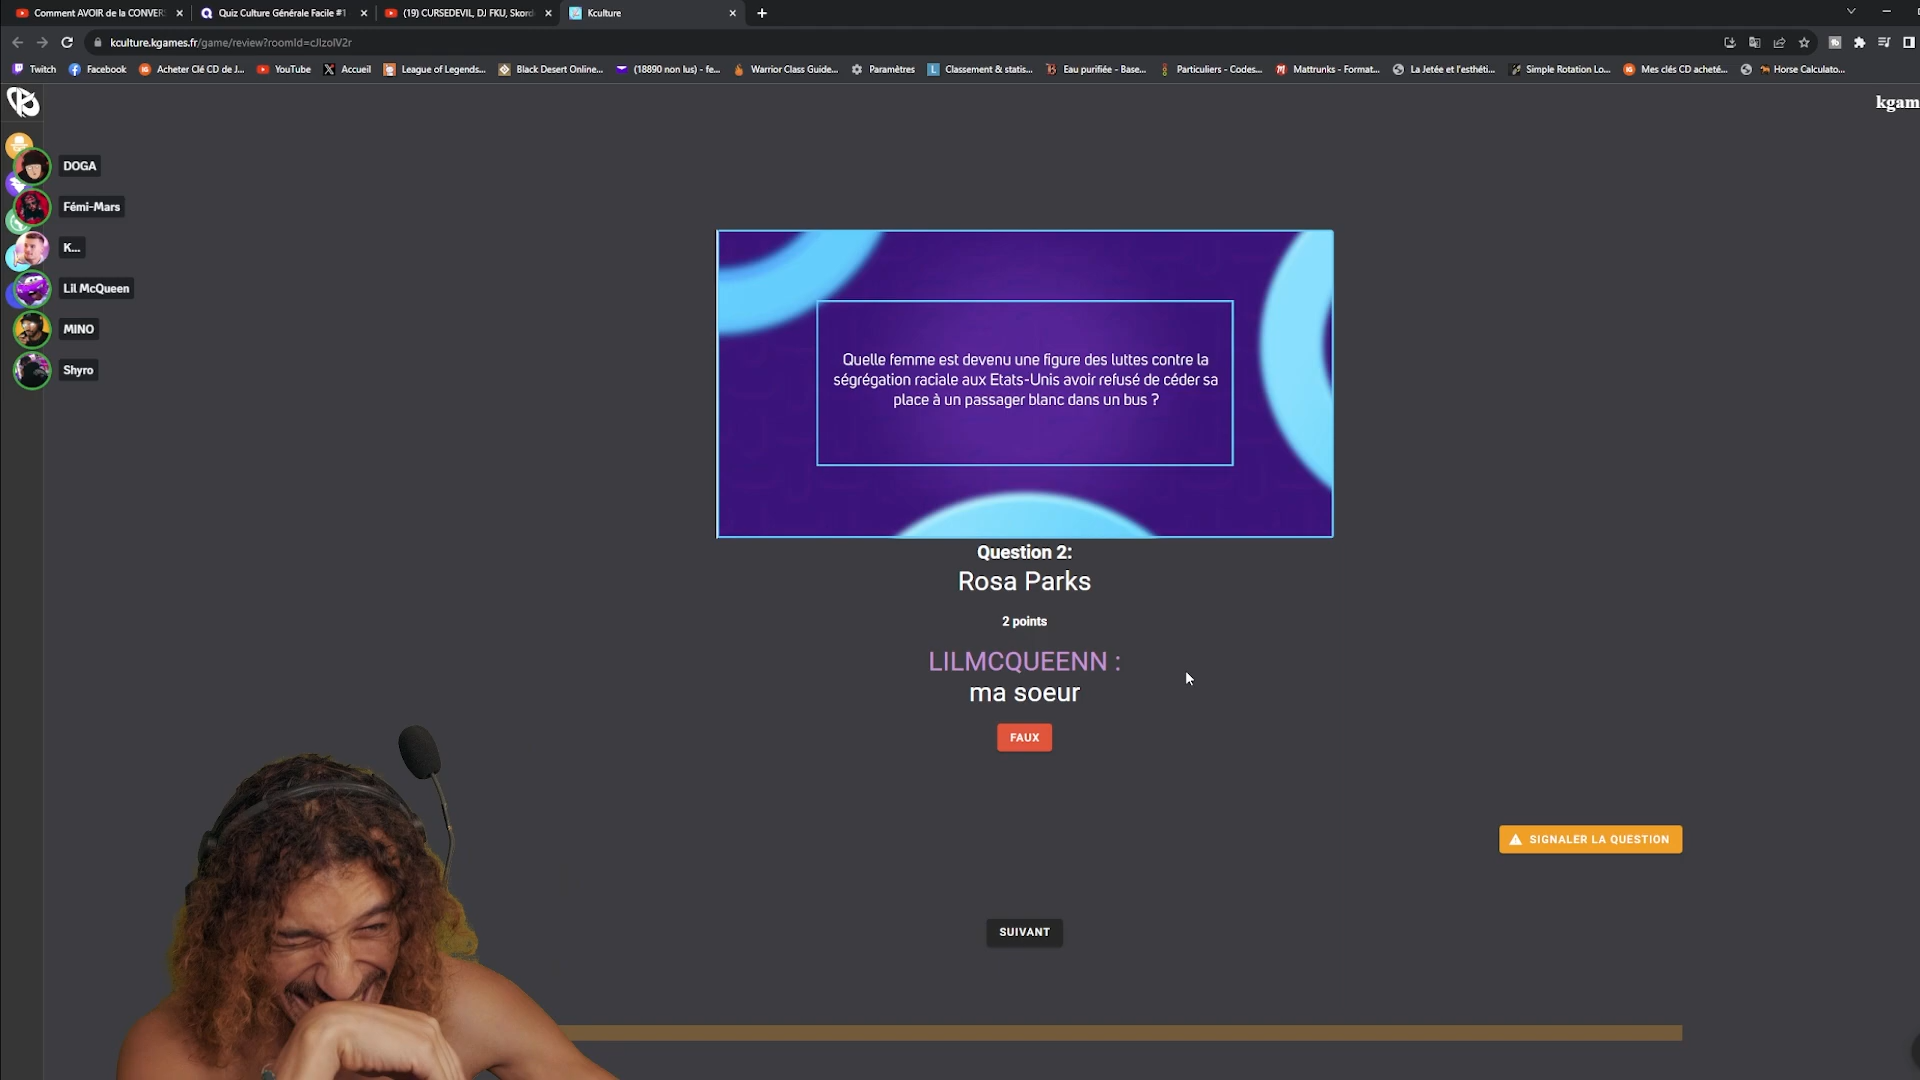 Comment AVOIR de la CONVER
Quiz Culture Générale Facile #1
(19) CURSEDEVIL, DJ FKU, Skord
Kculture
kculture.kgames.fr/game/review?roomId=cJlzolV2r
Twitch
Facebook
Acheter Clé CD de J...
YouTube
Accueil
League of Legends...
Black Desert Online...
(18890 non lus) - fe...
Warrior Class Guide...
Paramètres
Classement & statis...
Eau purifiée - Base...
Particuliers - Codes...
Mattrunks - Format...
La Jetée et l'esthéti...
Simple Rotation Lo...
Mes clés CD acheté...
Horse Calculato...
kgam
DOGA
Fémi-Mars
K...
Lil McQueen
MINO
Shyro
Quelle femme est devenu une figure des luttes contre la
ségrégation raciale aux Etats-Unis avoir refusé de céder sa
place à un passager blanc dans un bus ?
Question 2:
Rosa Parks
2 points
LILMCQUEENN :
ma soeur
FAUX
SIGNALER LA QUESTION
SUIVANT